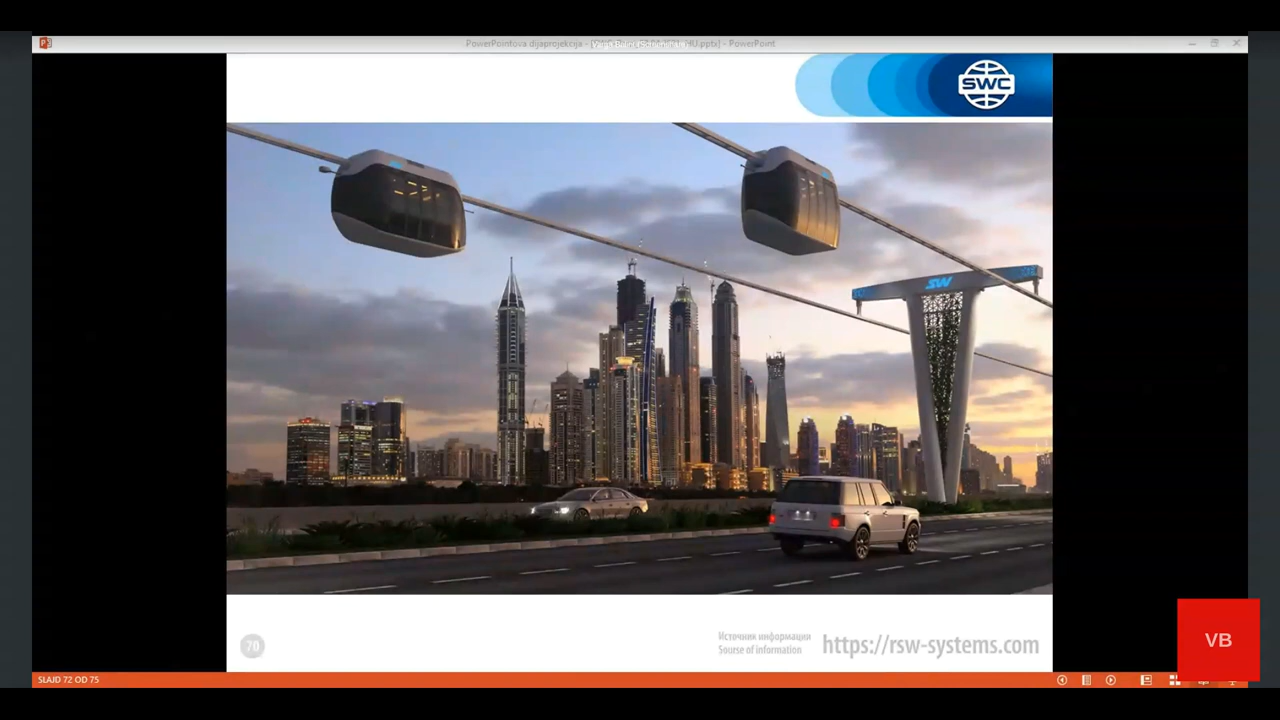 SWC
SW
70
Источник информации
Sourse of information
https://rsw-systems.com
SLAJD 72 OD 75
VB